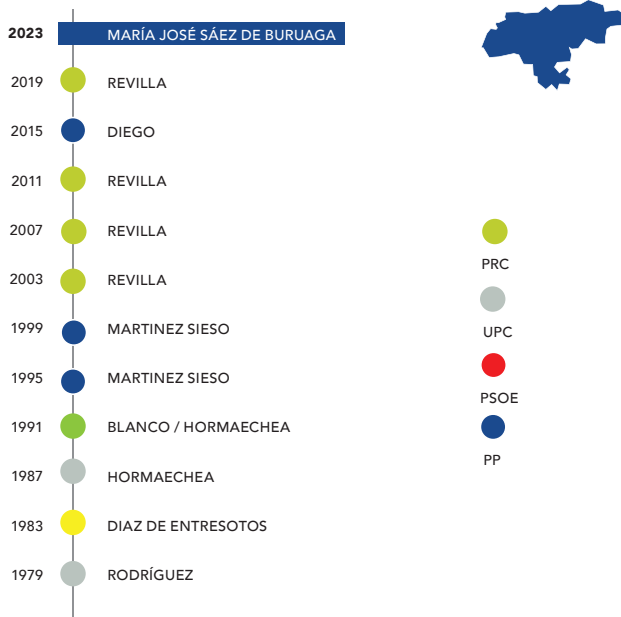 2023 MARÍA JOSÉ SÁEZ DE BURUAGA
2019 REVILLA
2015 DIEGO
2011 REVILLA
2007 REVILLA
2003 REVILLA
1999 MARTINEZ SIESO
1995 MARTINEZ SIESO
1991 BLANCO / HORMAECHEA
1987 HORMAECHEA
1983 DIAZ DE ENTRESOTOS
1979 RODRÍGUEZ
PRC
UPC
PSOE
PP